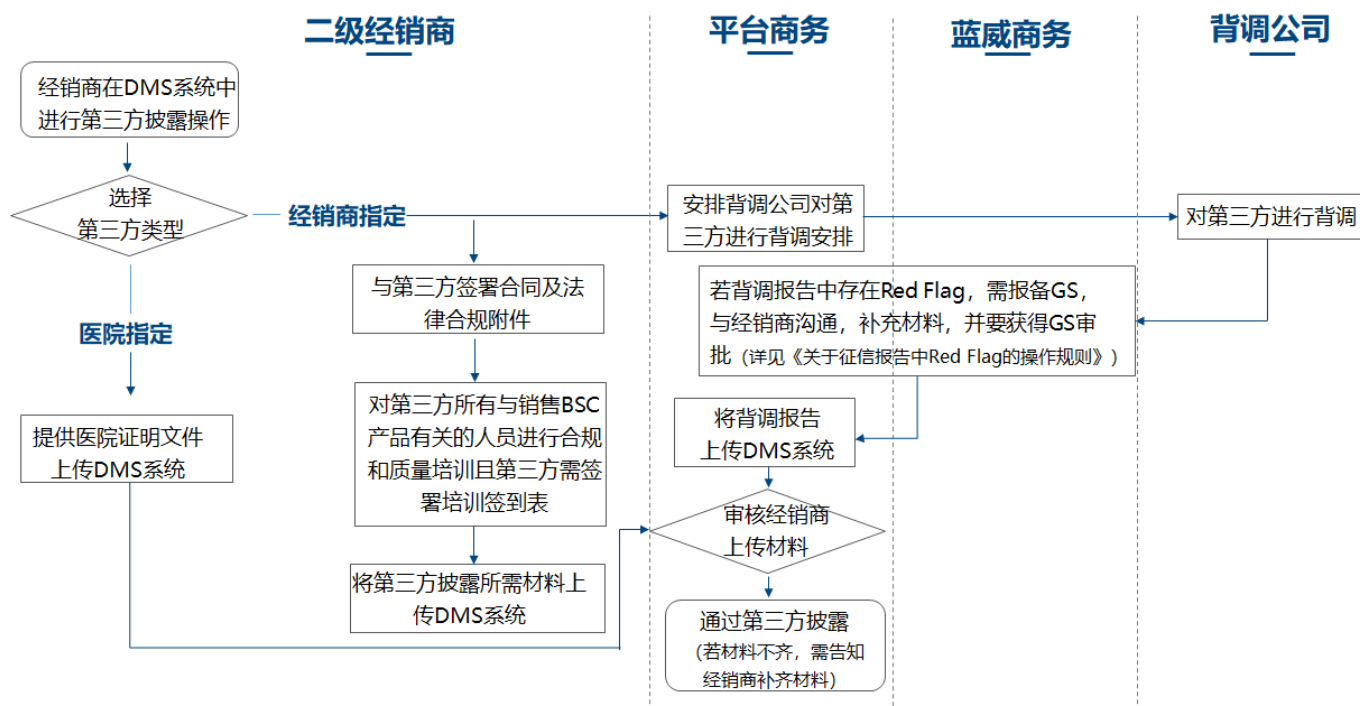 二级经销商
平台商务
蓝威商务
背调公司
经销商在DMS系统中
进行第三方披露操作
选择
第三方类型
经销商指定
安排背调公司对第
三方进行背调安排
对第三方进行背调
与第三方签署合同及法
律合规附件
若背调报告中存在Red Flag，需报备GS，
与经销商沟通，补充材料，并要获得GS审
批（详见《关于征信报告中Red Flag的操作规则》）
医院指定
对第三方所有与销售BSC
产品有关的人员进行合规
和质量培训且第三方需签
署培训签到表
将背调报告
上传DMS系统
提供医院证明文件
上传DMS系统
审核经销商
上传材料
将第三方披露所需材料上
传DMS系统
通过第三方披露
（若材料不齐，需告知
经销商补齐材料）